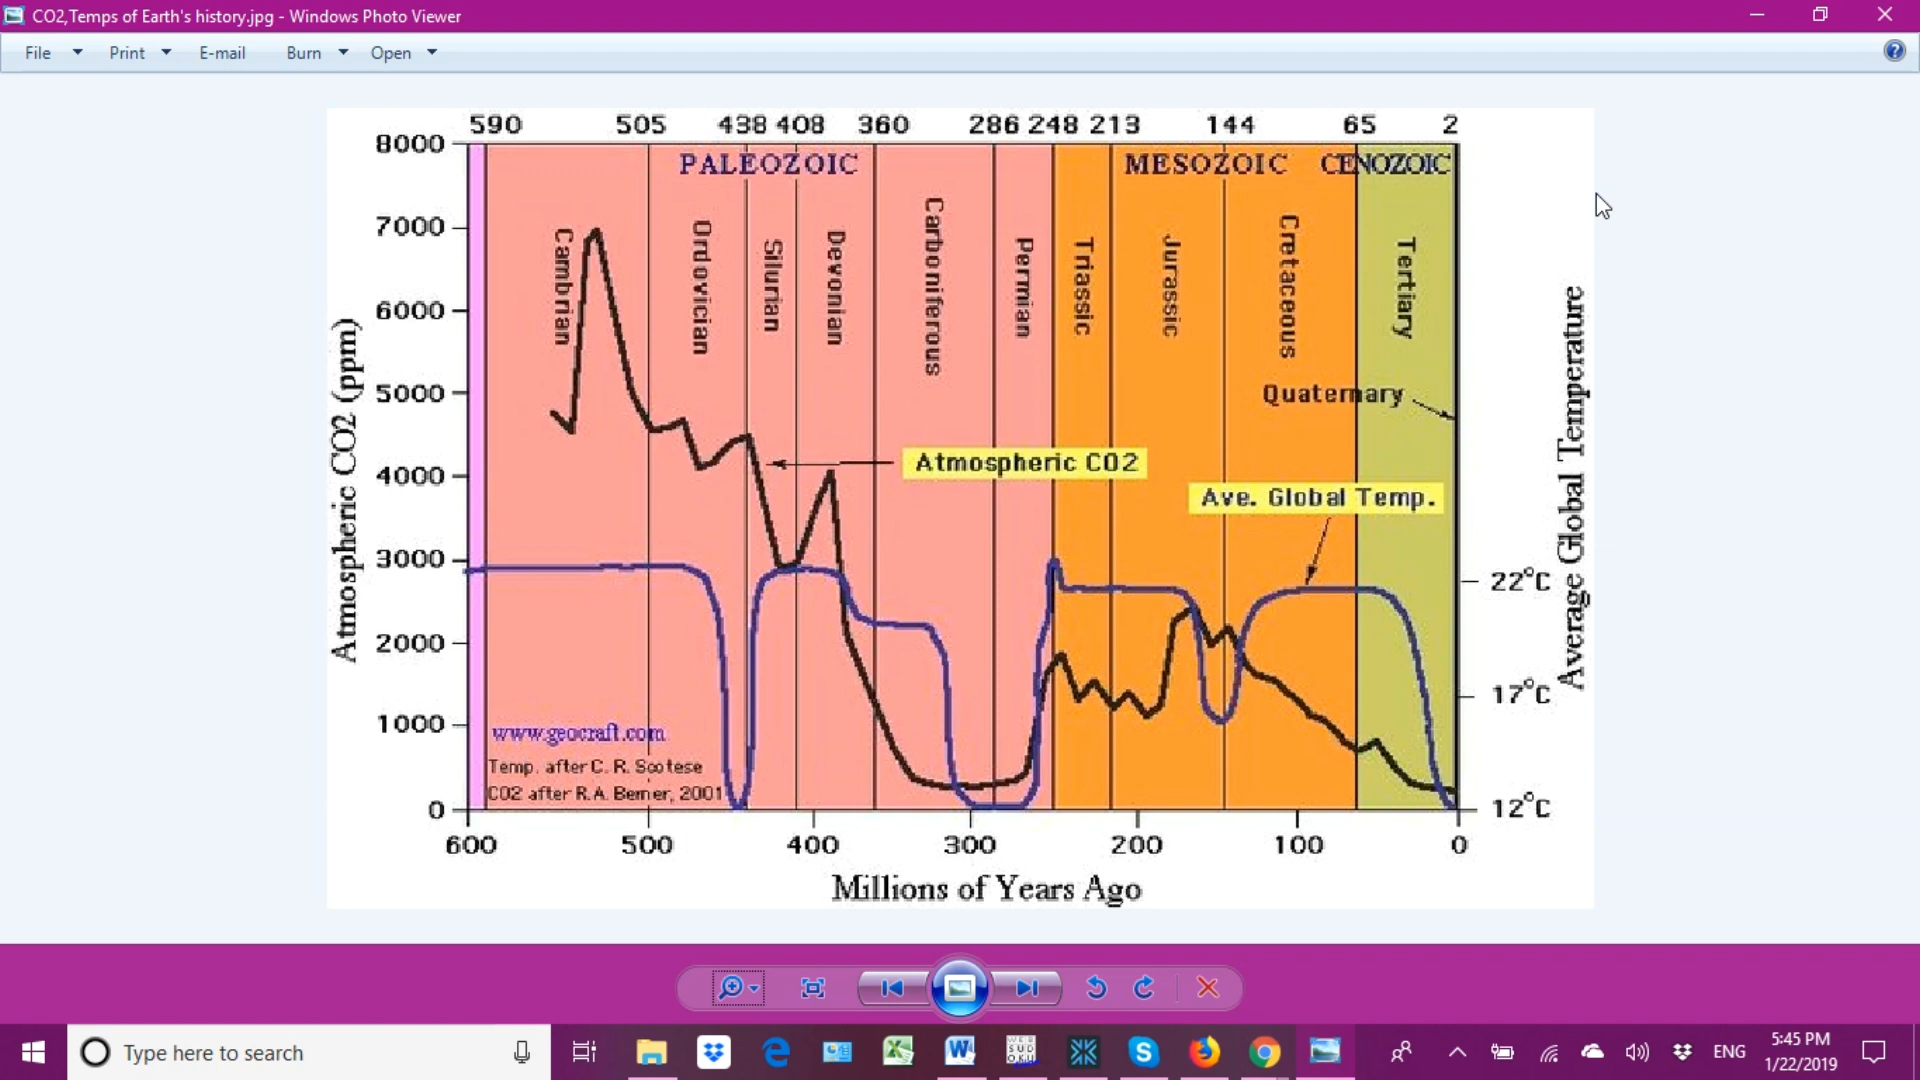 CO2,Temps of Earth's history.jpg - Windows Photo Viewer
File Print E-mail Burn Open
590 505 438 408 360 286 248 213 144 65 2
PALEOZOIC MESOZOIC CENOZOIC
Cambrian
Ordovician
Silurian
Devonian
Carboniferous
Permian
Triassic
Jurassic
Cretaceous
Tertiary
Quaternary
Atmospheric CO2
Ave. Global Temp.
Atmospheric CO2 (ppm)
8000
7000
6000
5000
4000
3000
2000
1000
0
Average Global Temperature
22°C
17°C
12°C
www.geocraft.com
Temp. after C. R. Scotese
CO2 after R.A. Berner, 2001
600 500 400 300 200 100 0
Millions of Years Ago
Type here to search
WEB
SUD
OKU
ENG
5:45 PM
1/22/2019